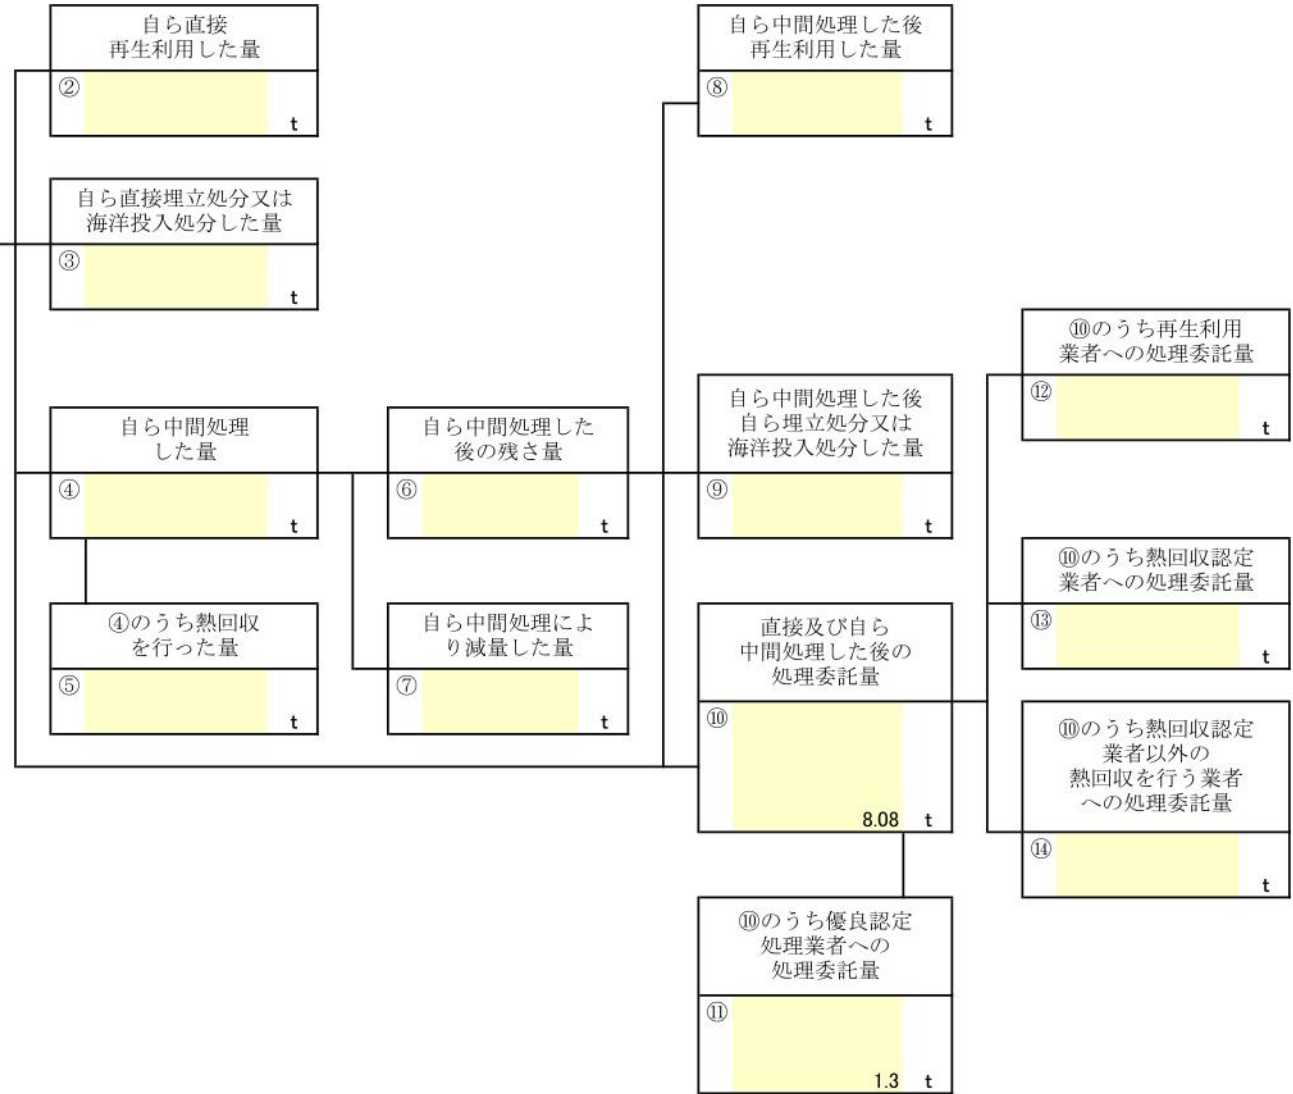 自ら直接
再生利用した量
②
t
自ら中間処理した後
再生利用した量
⑧
t
自ら直接埋立処分又は
海洋投入処分した量
③
t
⑩のうち再生利用
業者への処理委託量
⑫
t
自ら中間処理
した量
④
t
自ら中間処理した
後の残さ量
⑥
t
自ら中間処理した後
自ら埋立処分又は
海洋投入処分した量
⑨
t
⑩のうち熱回収認定
業者への処理委託量
⑬
t
④のうち熱回収
を行った量
⑤
t
自ら中間処理によ
り減量した量
⑦
t
直接及び自ら
中間処理した後の
処理委託量
⑩
8.08 t
⑩のうち熱回収認定
業者以外の
熱回収を行う業者
への処理委託量
⑭
t
⑩のうち優良認定
処理業者への
処理委託量
⑪
1.3 t